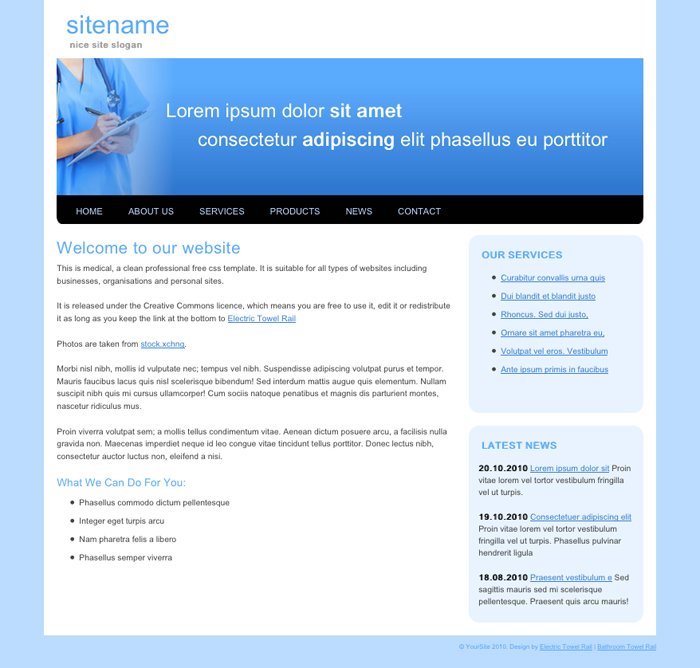 sitename
nice site slogan
Lorem ipsum dolor sit amet
consectetur adipiscing elit phasellus eu porttitor
HOME ABOUT US SERVICES PRODUCTS NEWS CONTACT
Welcome to our website
This is medical, a clean professional free css template. It is suitable for all types of websites including
businesses, organisations and personal sites.
It is released under the Creative Commons licence, which means you are free to use it, edit it or redistribute
it as long as you keep the link at the bottom to Electric Towel Rail
Photos are taken from stock.xchnq.
Morbi nisl nibh, mollis id vulputate nec; tempus vel nibh. Suspendisse adipiscing volutpat purus et tempor.
Mauris faucibus lacus quis nisl scelerisque bibendum! Sed interdum mattis augue quis elementum. Nullam
suscipit nibh quis mi cursus ullamcorper! Cum sociis natoque penatibus et magnis dis parturient montes,
nascetur ridiculus mus.
Proin viverra volutpat sem; a mollis tellus condimentum vitae. Aenean dictum posuere arcu, a facilisis nulla
gravida non. Maecenas imperdiet neque id leo congue vitae tincidunt tellus porttitor. Donec lectus nibh,
consectetur auctor luctus non, eleifend a nisi.
What We Can Do For You:
Phasellus commodo dictum pellentesque
Integer eget turpis arcu
Nam pharetra felis a libero
Phasellus semper viverra
OUR SERVICES
Curabitur convallis urna quis
Dui blandit et blandit justo
Rhoncus. Sed dui justo,
Ornare sit amet pharetra eu,
Volutpat vel eros. Vestibulum
Ante ipsum primis in faucibus
LATEST NEWS
20.10.2010 Lorem ipsum dolor sit Proin
vitae lorem vel tortor vestibulum fringilla
vel ut turpis.
19.10.2010 Consectetuer adipiscing elit
Proin vitae lorem vel tortor vestibulum
fringilla vel ut turpis. Phasellus pulvinar
hendrerit ligula
18.08.2010 Praesent vestibulum e Sed
sagittis mauris sed mi scelerisque
pellentesque. Praesent quis arcu mauris!
© YourSite 2010. Design by Electric Towel Rail | Bathroom Towel Rail